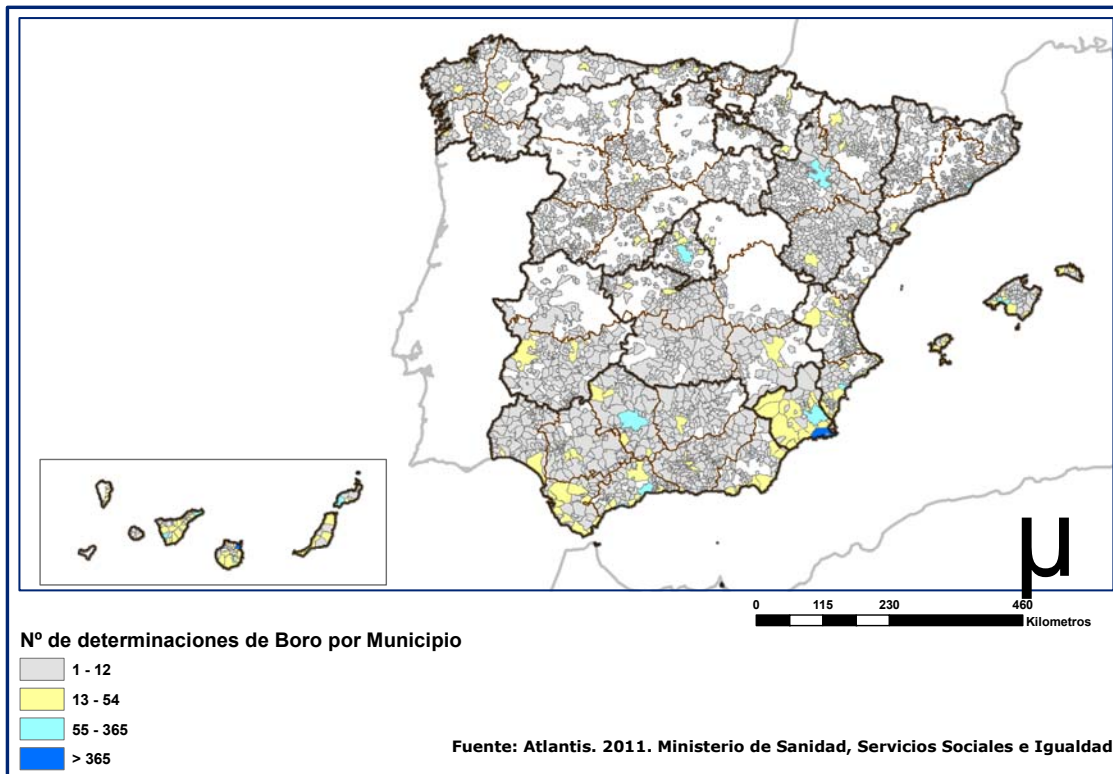 µ
0 115 230 460
Kilometros
Nº de determinaciones de Boro por Municipio
1 - 12
13 - 54
55 - 365
> 365
Fuente: Atlantis. 2011. Ministerio de Sanidad, Servicios Sociales e Igualdad